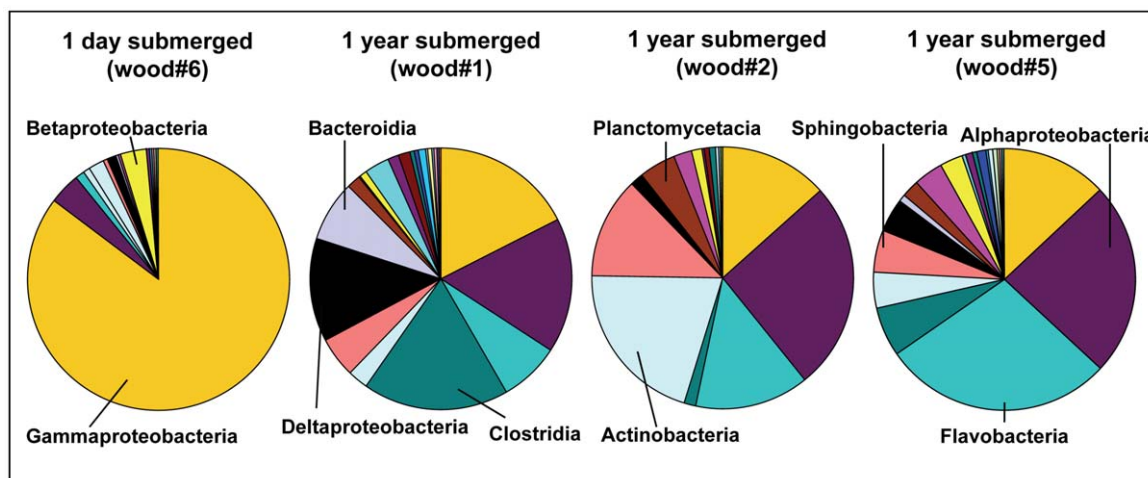 1 day submerged
(wood#6)
1 year submerged
(wood#1)
1 year submerged
(wood#2)
1 year submerged
(wood#5)
Betaproteobacteria
Bacteroidia
Planctomycetacia
Sphingobacteria
Alphaproteobacteria
Gammaproteobacteria
Deltaproteobacteria
Clostridia
Actinobacteria
Flavobacteria